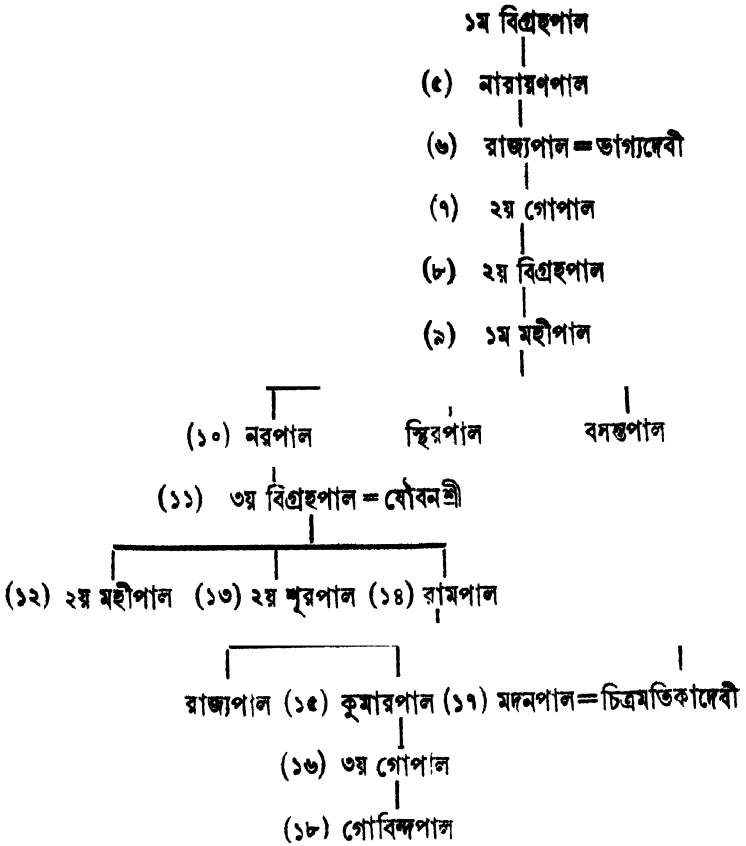 ১ম বিগ্রহপাল
(৫) নারায়ণপাল
(৬) রাজ্যপাল = ভাগ্যদেবী
(৭) ২য় গোপাল
(৮) ২য় বিগ্রহপাল
(৯) ১ম মহীপাল
(১০) নরপাল স্থিরপাল বসন্তপাল
(১১) ৩য় বিগ্রহপাল = যৌবনশ্রী
(১২) ২য় মহীপাল (১৩) ২য় শূরপাল (১৪) রামপাল
রাজ্যপাল (১৫) কুমারপাল (১৭) মদনপাল = চিত্রমতিকাদেবী
(১৬) ৩য় গোপাল
(১৮) গোবিন্দপাল